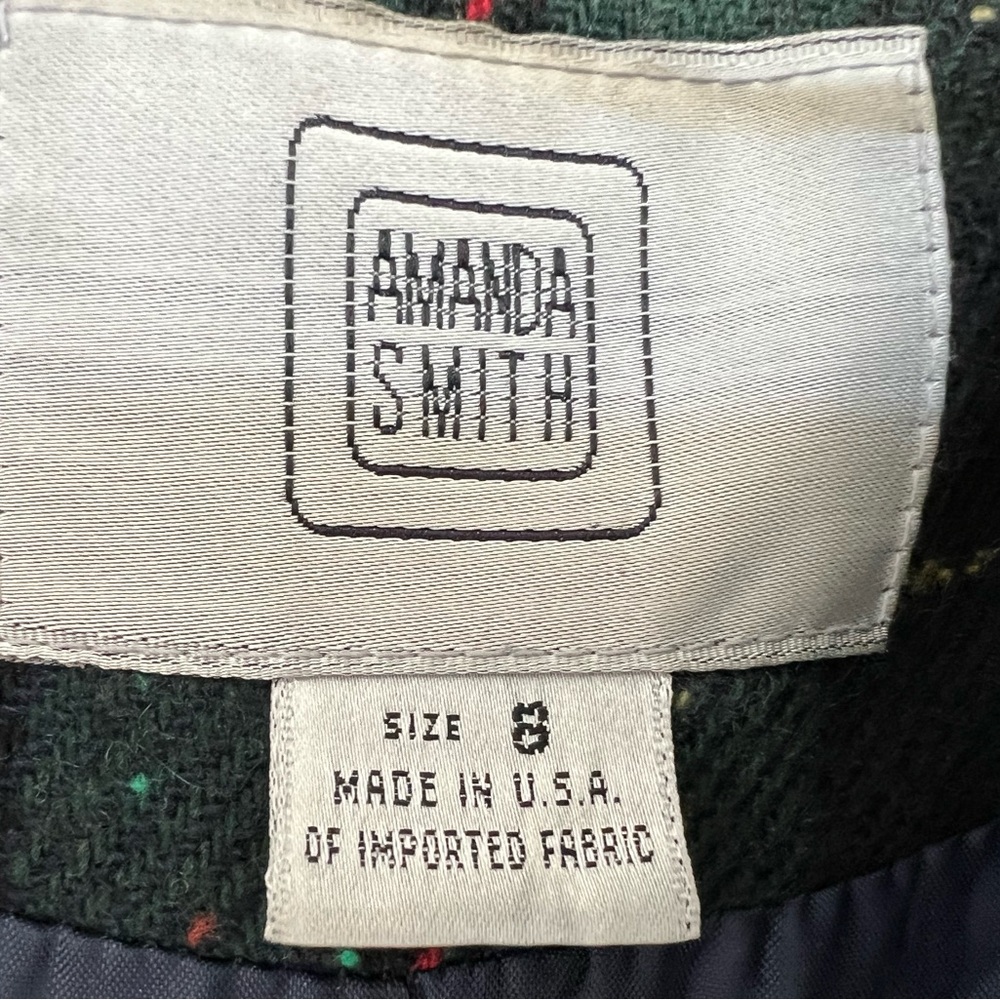 AMANDA
SMITH
SIZE 8
MADE IN U.S.A.
OF IMPORTED FABRIC